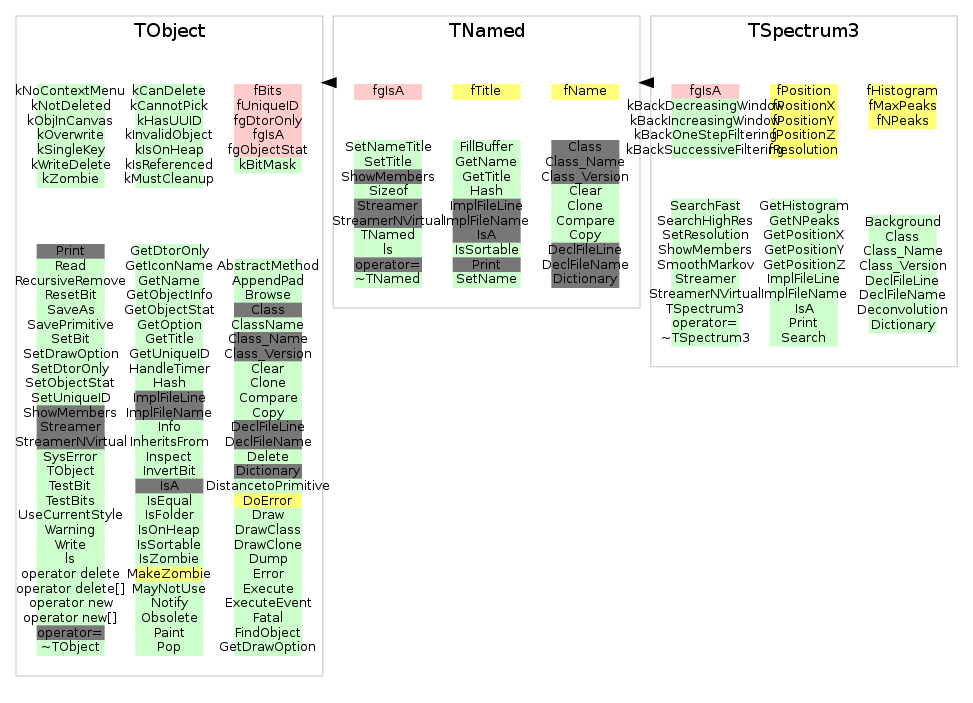 TObject
kNoContextMenu
kNotDeleted
kObjInCanvas
kOverwrite
kSingleKey
kWriteDelete
kZombie
kCanDelete
kCannotPick
kHasUUID
kInvalidObject
kIsOnHeap
kIsReferenced
kMustCleanup
fBits
fUniqueID
fgDtorOnly
fgIsA
fgObjectStat
kBitMask
Print
Read
RecursiveRemove
ResetBit
SaveAs
SavePrimitive
SetBit
SetDrawOption
SetDtorOnly
SetObjectStat
SetUniqueID
ShowMembers
Streamer
StreamerNVirtual
SysError
TObject
TestBit
TestBits
UseCurrentStyle
Warning
Write
ls
operator delete
operator delete[]
operator new
operator new[]
operator=
~TObject
GetDtorOnly
GetIconName
GetName
GetObjectInfo
GetObjectStat
GetOption
GetTitle
GetUniqueID
HandleTimer
Hash
ImplFileLine
ImplFileName
Info
InheritsFrom
Inspect
InvertBit
IsA
IsEqual
IsFolder
IsOnHeap
IsSortable
IsZombie
MakeZombie
MayNotUse
Notify
Obsolete
Paint
Pop
AbstractMethod
AppendPad
Browse
Class
ClassName
Class_Name
Class_Version
Clear
Clone
Compare
Copy
DeclFileLine
DeclFileName
Delete
Dictionary
DistancetoPrimitive
DoError
Draw
DrawClass
DrawClone
Dump
Error
Execute
ExecuteEvent
Fatal
FindObject
GetDrawOption
TNamed
fgIsA
fTitle
fName
SetNameTitle
SetTitle
ShowMembers
Sizeof
Streamer
StreamerNVirtual
TNamed
ls
operator=
~TNamed
FillBuffer
GetName
GetTitle
Hash
ImplFileLine
ImplFileName
IsA
IsSortable
Print
SetName
Class
Class_Name
Class_Version
Clear
Clone
Compare
Copy
DeclFileLine
DeclFileName
Dictionary
TSpectrum3
fgIsA
kBackDecreasingWindow
kBackIncreasingWindow
kBackOneStepFiltering
kBackSuccessiveFiltering
fPosition
fPositionX
fPositionY
fPositionZ
fResolution
fHistogram
fMaxPeaks
fNPeaks
SearchFast
SearchHighRes
SetResolution
ShowMembers
SmoothMarkov
Streamer
StreamerNVirtual
TSpectrum3
operator=
~TSpectrum3
GetHistogram
GetNPeaks
GetPositionX
GetPositionY
GetPositionZ
ImplFileLine
ImplFileName
IsA
Print
Search
Background
Class
Class_Name
Class_Version
DeclFileLine
DeclFileName
Deconvolution
Dictionary